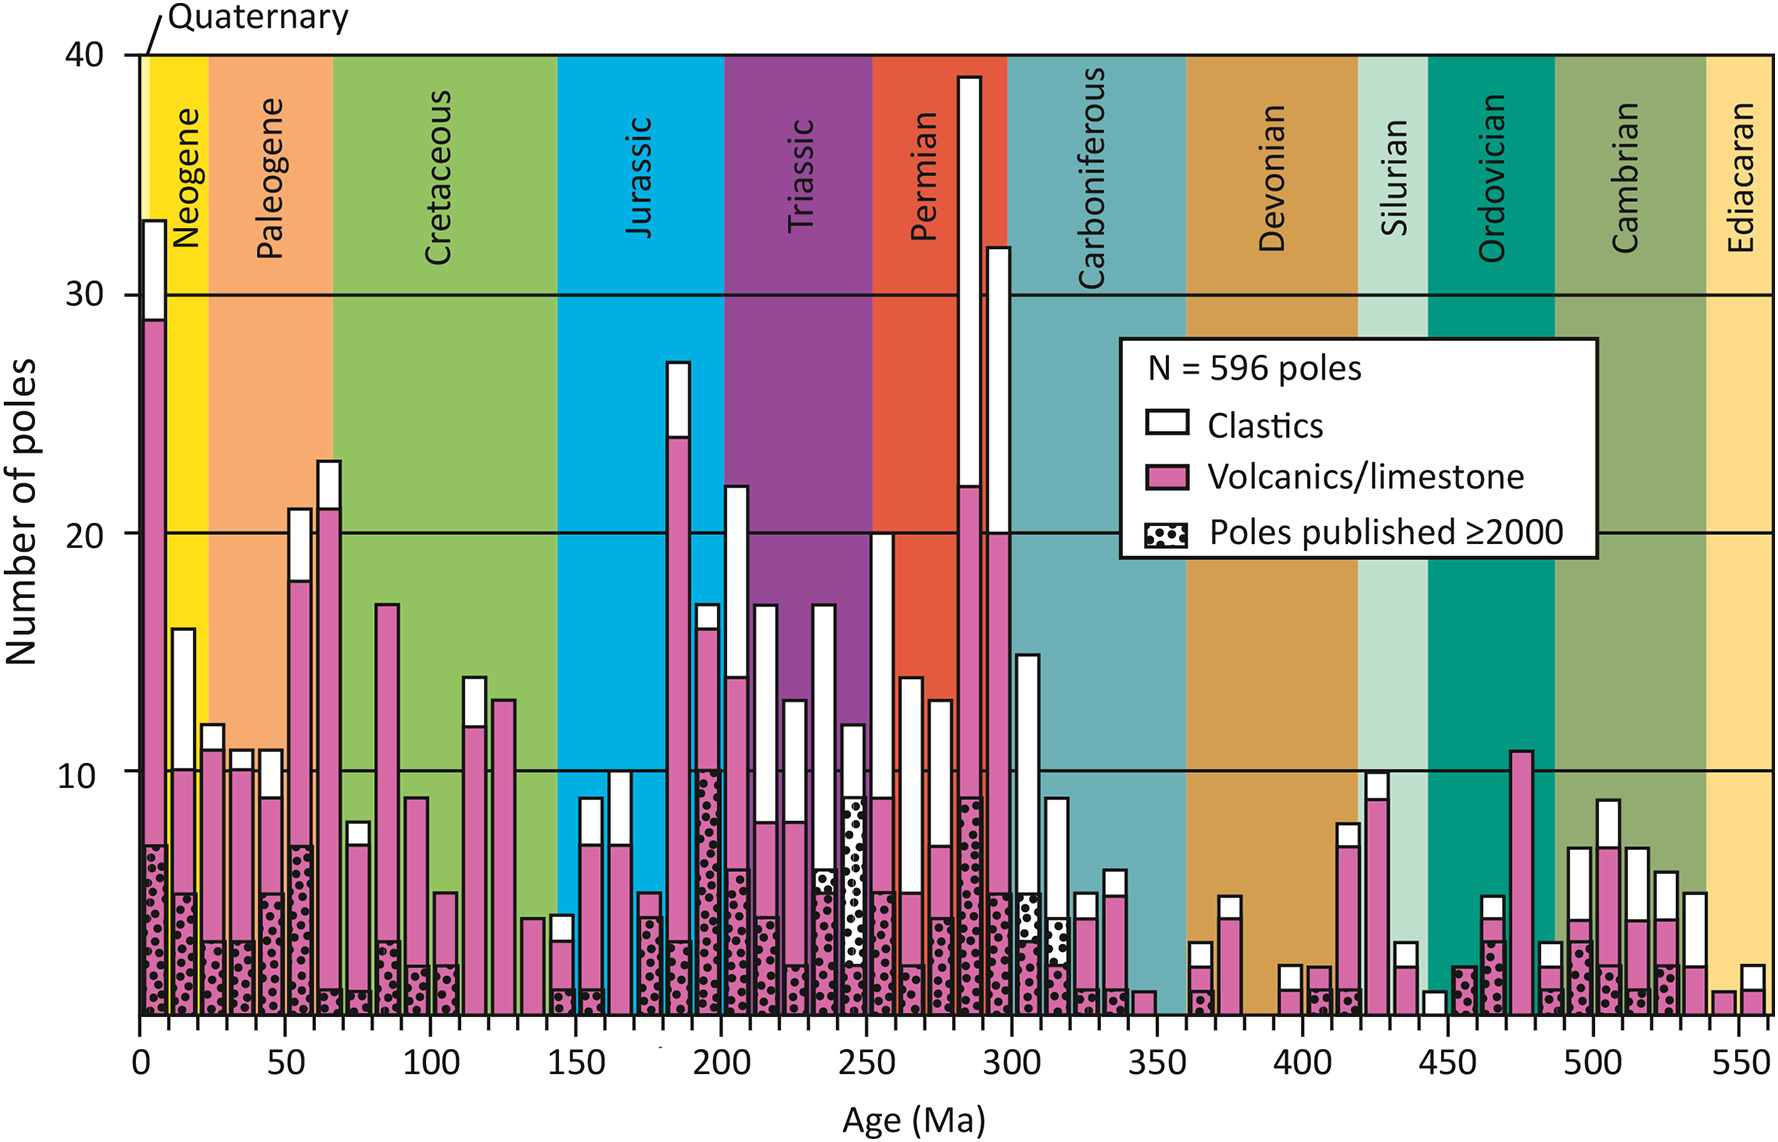 Quaternary
40
30
20
10
Number of poles
Neogene
Paleogene
Cretaceous
Jurassic
Triassic
Permian
Carboniferous
Devonian
Silurian
Ordovician
Cambrian
Ediacaran
N = 596 poles
Clastics
Volcanics/limestone
Poles published ≥2000
0 50 100 150 200 250 300 350 400 450 500 550
Age (Ma)